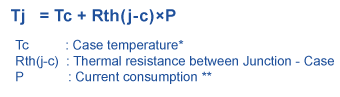 Tj = Tc + Rth(j-c)×P
Tc : Case temperature*
Rth(j-c) : Thermal resistance between Junction - Case
P : Current consumption **